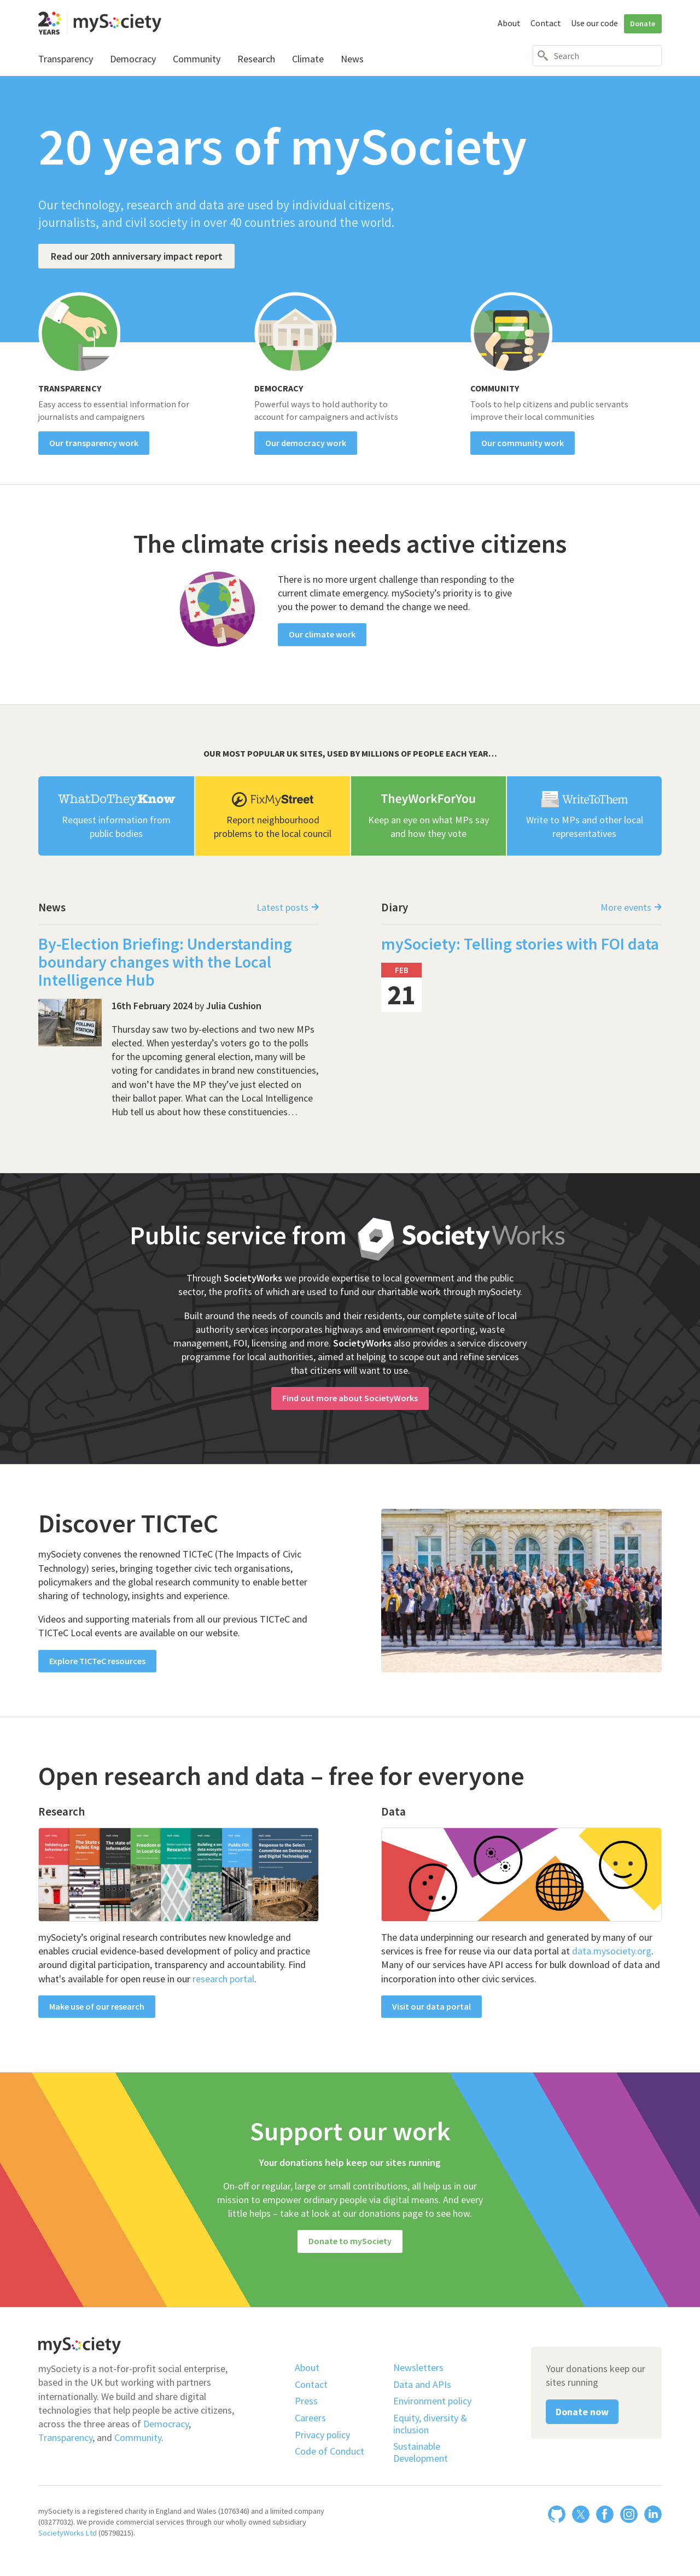 20 YEARS
mySociety
About Contact Use our code Donate
Transparency Democracy Community Research Climate News
Search
20 years of mySociety
Our technology, research and data are used by individual citizens,
journalists, and civil society in over 40 countries around the world.
Read our 20th anniversary impact report
TRANSPARENCY
Easy access to essential information for
journalists and campaigners
Our transparency work
DEMOCRACY
Powerful ways to hold authority to
account for campaigners and activists
Our democracy work
COMMUNITY
Tools to help citizens and public servants
improve their local communities
Our community work
The climate crisis needs active citizens
There is no more urgent challenge than responding to the
current climate emergency. mySociety’s priority is to give
you the power to demand the change we need.
Our climate work
OUR MOST POPULAR UK SITES, USED BY MILLIONS OF PEOPLE EACH YEAR…
WhatDoTheyKnow
Request information from
public bodies
FixMyStreet
Report neighbourhood
problems to the local council
TheyWorkForYou
Keep an eye on what MPs say
and how they vote
WriteToThem
Write to MPs and other local
representatives
News
Latest posts →
By-Election Briefing: Understanding
boundary changes with the Local
Intelligence Hub
POLLING
STATION
16th February 2024 by Julia Cushion
Thursday saw two by-elections and two new MPs
elected. When yesterday’s voters go to the polls
for the upcoming general election, many will be
voting for candidates in brand new constituencies,
and won’t have the MP they’ve just elected on
their ballot paper. What can the Local Intelligence
Hub tell us about how these constituencies…
Diary
More events →
mySociety: Telling stories with FOI data
FEB
21
Public service from SocietyWorks
Through SocietyWorks we provide expertise to local government and the public
sector, the profits of which are used to fund our charitable work through mySociety.
Built around the needs of councils and their residents, our complete suite of local
authority services incorporates highways and environment reporting, waste
management, FOI, licensing and more. SocietyWorks also provides a service discovery
programme for local authorities, aimed at helping to scope out and refine services
that citizens will want to use.
Find out more about SocietyWorks
Discover TICTeC
mySociety convenes the renowned TICTeC (The Impacts of Civic
Technology) series, bringing together civic tech organisations,
policymakers and the global research community to enable better
sharing of technology, insights and experience.
Videos and supporting materials from all our previous TICTeC and
TICTeC Local events are available on our website.
Explore TICTeC resources
Open research and data – free for everyone
Research
Response to the Select
Committee on Democracy
and Digital Technologies
mySociety’s original research contributes new knowledge and
enables crucial evidence-based development of policy and practice
around digital participation, transparency and accountability. Find
what's available for open reuse in our research portal.
Make use of our research
Data
The data underpinning our research and generated by many of our
services is free for reuse via our data portal at data.mysociety.org.
Many of our services have API access for bulk download of data and
incorporation into other civic services.
Visit our data portal
Support our work
Your donations help keep our sites running
On-off or regular, large or small contributions, all help us in our
mission to empower ordinary people via digital means. And every
little helps – take at look at our donations page to see how.
Donate to mySociety
mySociety
mySociety is a not-for-profit social enterprise,
based in the UK but working with partners
internationally. We build and share digital
technologies that help people be active citizens,
across the three areas of Democracy,
Transparency, and Community.
About
Contact
Press
Careers
Privacy policy
Code of Conduct
Newsletters
Data and APIs
Environment policy
Equity, diversity &
inclusion
Sustainable
Development
Your donations keep our
sites running
Donate now
mySociety is a registered charity in England and Wales (1076346) and a limited company
(03277032). We provide commercial services through our wholly owned subsidiary
SocietyWorks Ltd (05798215).